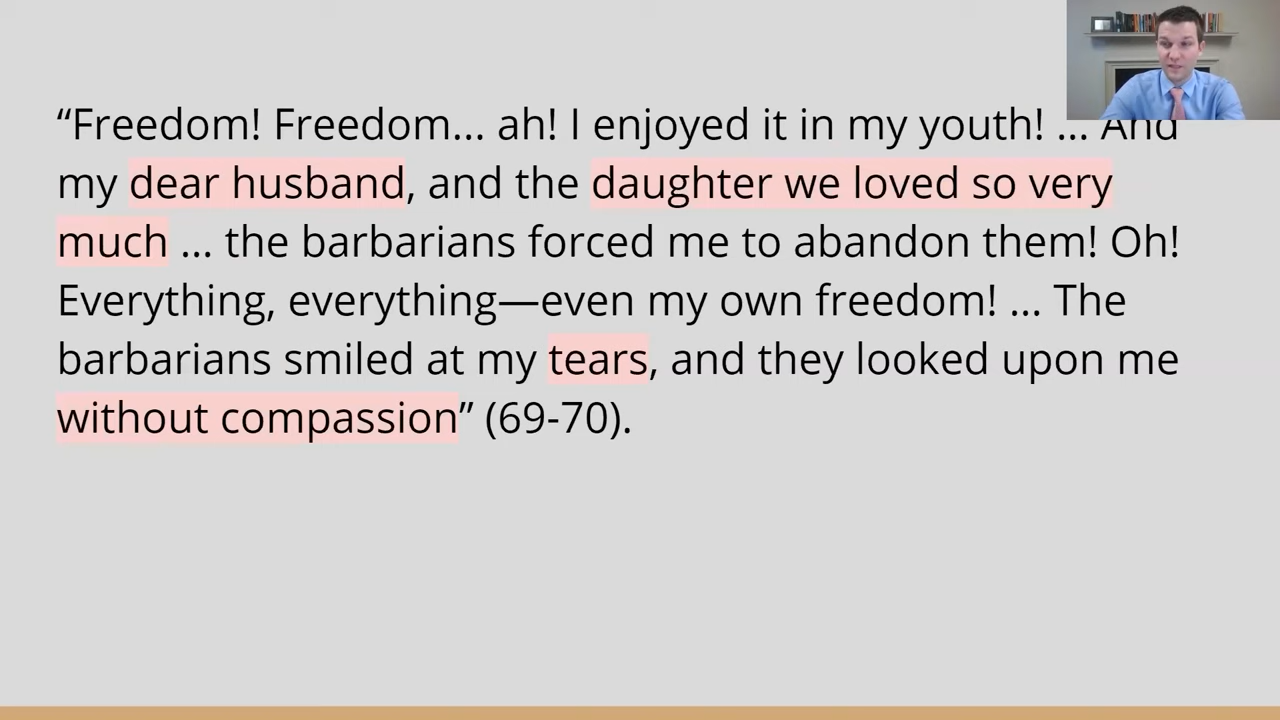 “Freedom! Freedom... ah! I enjoyed it in my youth! ... And
my dear husband, and the daughter we loved so very
much ... the barbarians forced me to abandon them! Oh!
Everything, everything—even my own freedom! ... The
barbarians smiled at my tears, and they looked upon me
without compassion” (69-70).